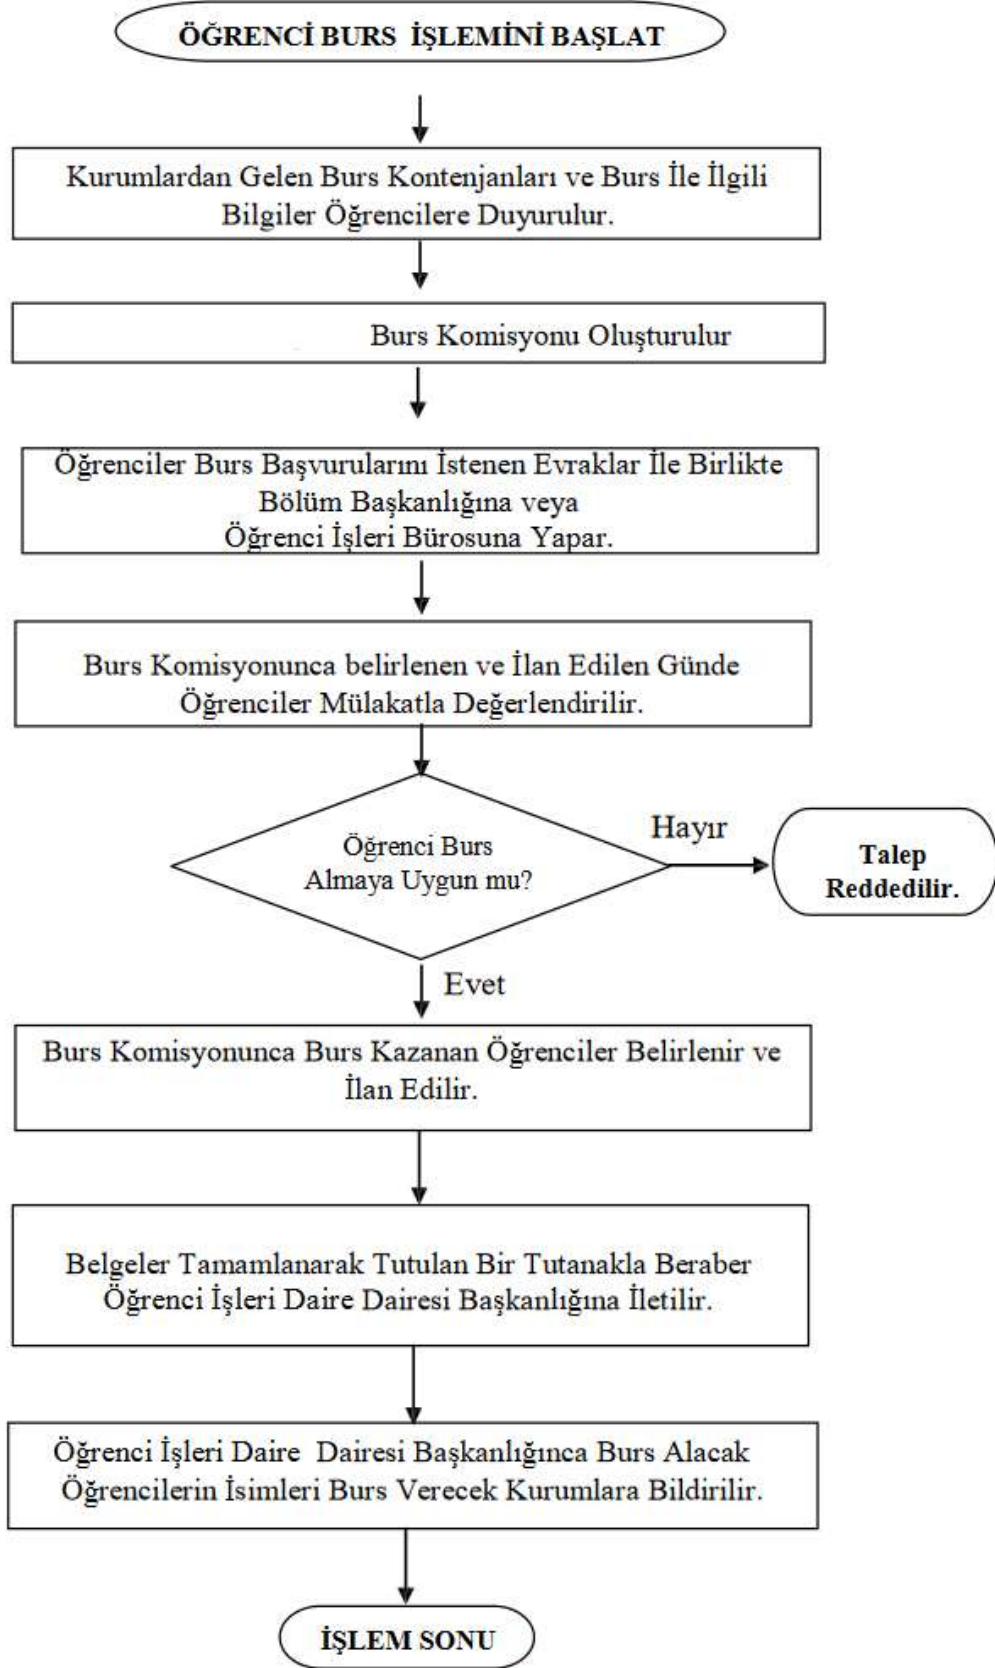 ÖĞRENCİ BURS İŞLEMİNİ BAŞLAT
Kurumlardan Gelen Burs Kontenjanları ve Burs İle İlgili
Bilgiler Öğrencilere Duyurulur.
Burs Komisyonu Oluşturulur
Öğrenciler Burs Başvurularını İstenen Evraklar İle Birlikte
Bölüm Başkanlığına veya
Öğrenci İşleri Bürosuna Yapar.
Burs Komisyonunca belirlenen ve İlan Edilen Günde
Öğrenciler Mülakatla Değerlendirilir.
Öğrenci Burs
Almaya Uygun mu?
Hayır
Talep
Reddedilir.
Evet
Burs Komisyonunca Burs Kazanan Öğrenciler Belirlenir ve
İlan Edilir.
Belgeler Tamamlanarak Tutulan Bir Tutanakla Beraber
Öğrenci İşleri Daire Dairesi Başkanlığına İletilir.
Öğrenci İşleri Daire Dairesi Başkanlığınca Burs Alacak
Öğrencilerin İsimleri Burs Verecek Kurumlara Bildirilir.
İŞLEM SONU